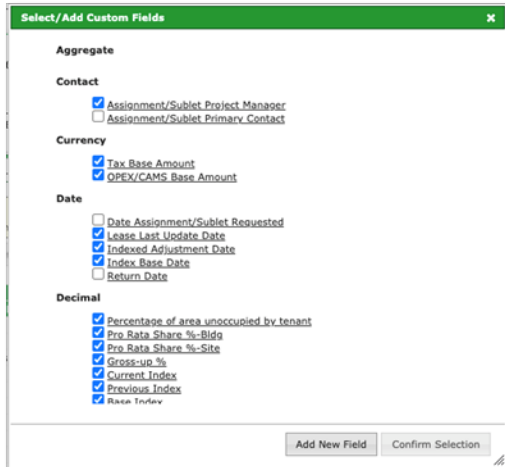 Select/Add Custom Fields
Aggregate
Contact
Assignment/Sublet Project Manager
Assignment/Sublet Primary Contact
Currency
Tax Base Amount
OPEX/CAMS Base Amount
Date
Date Assignment/Sublet Requested
Lease Last Update Date
Indexed Adjustment Date
Index Base Date
Return Date
Decimal
Percentage of area unoccupied by tenant
Pro Rata Share %-Bldg
Pro Rata Share %-Site
Gross-up %
Current Index
Previous Index
Base Index
Add New Field Confirm Selection